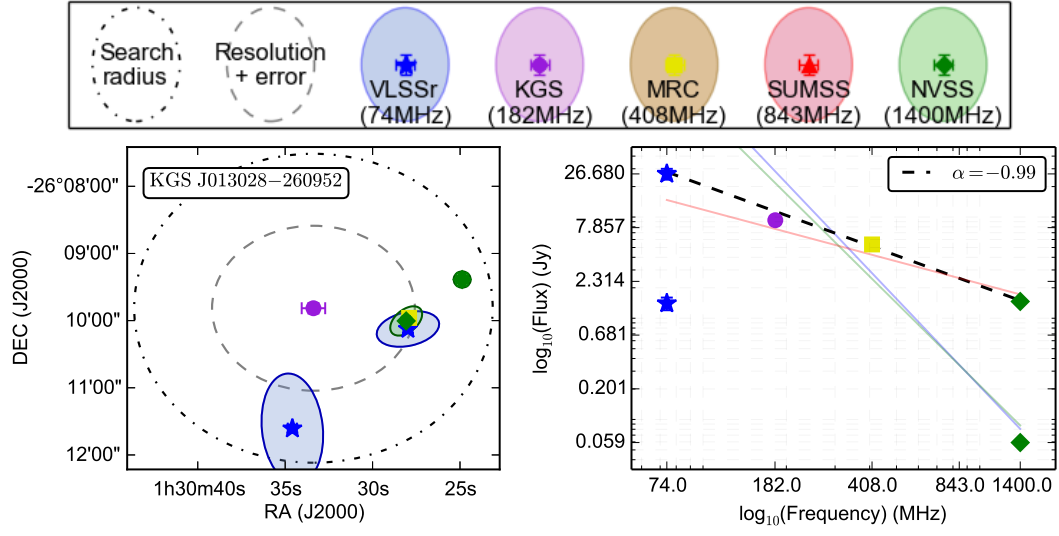 Search
radius
Resolution
+ error
VLSSr
(74MHz)
KGS
(182MHz)
MRC
(408MHz)
SUMSS
(843MHz)
NVSS
(1400MHz)
KGS J013028−260952
-26°08'00"
09'00"
10'00"
11'00"
12'00"
DEC (J2000)
1h30m40s 35s 30s 25s
RA (J2000)
α=−0.99
26.680
7.857
2.314
0.681
0.201
0.059
log₁₀(Flux) (Jy)
74.0 182.0 408.0 843.0 1400.0
log₁₀(Frequency) (MHz)